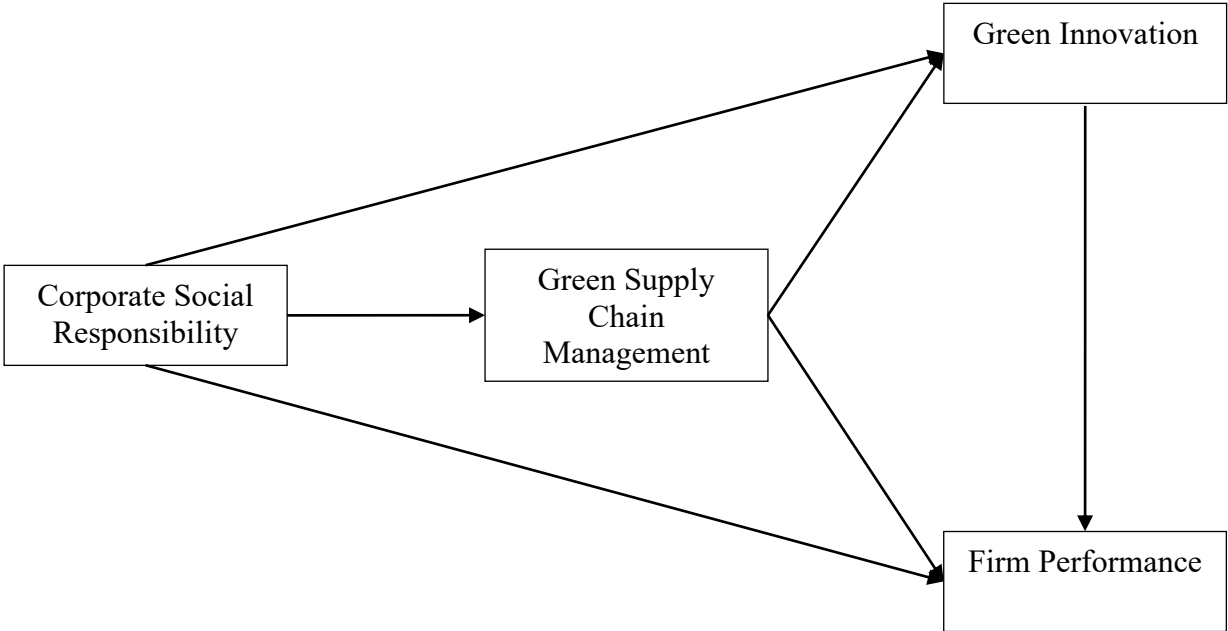 Green Innovation
Corporate Social
Responsibility
Green Supply
Chain
Management
Firm Performance